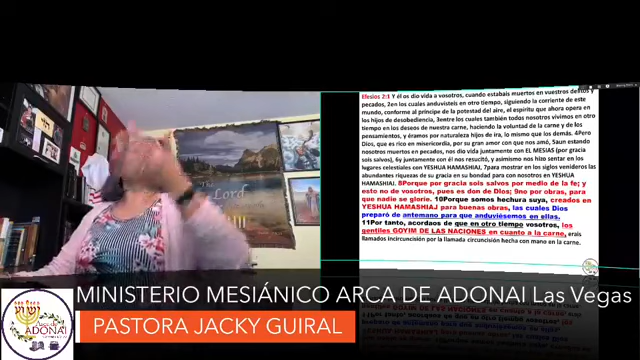 The Lord
Efesios 2:1 Y él os dio vida a vosotros, cuando estabais muertos en vuestros delitos y
pecados, 2en los cuales anduvisteis en otro tiempo, siguiendo la corriente de este
mundo, conforme al príncipe de la potestad del aire, el espíritu que ahora opera en
los hijos de desobediencia, 3entre los cuales también todos nosotros vivimos en otro
tiempo en los deseos de nuestra carne, haciendo la voluntad de la carne y de los
pensamientos, y éramos por naturaleza hijos de ira, lo mismo que los demás. 4Pero
Dios, que es rico en misericordia, por su gran amor con que nos amó, 5aun estando
nosotros muertos en pecados, nos dio vida juntamente con EL MESIAS (por gracia
sois salvos), 6y juntamente con él nos resucitó, y asimismo nos hizo sentar en los
lugares celestiales con YESHUA HAMASHIAJ, 7para mostrar en los siglos venideros las
abundantes riquezas de su gracia en su bondad para con nosotros en YESHUA
HAMASHIAJ. 8Porque por gracia sois salvos por medio de la fe; y
esto no de vosotros, pues es don de Dios; 9no por obras, para
que nadie se gloríe. 10Porque somos hechura suya, creados en
YESHUA HAMASHIAJ para buenas obras, las cuales Dios
preparó de antemano para que anduviésemos en ellas.
11Por tanto, acordaos de que en otro tiempo vosotros, los
gentiles GOYIM DE LAS NACIONES en cuanto a la carne, erais
llamados incircuncisión por la llamada circuncisión hecha con mano en la carne.
MINISTERIO MESIÁNICO ARCA DE ADONAI Las Vegas
PASTORA JACKY GUIRAL
Arca de
ADONAI